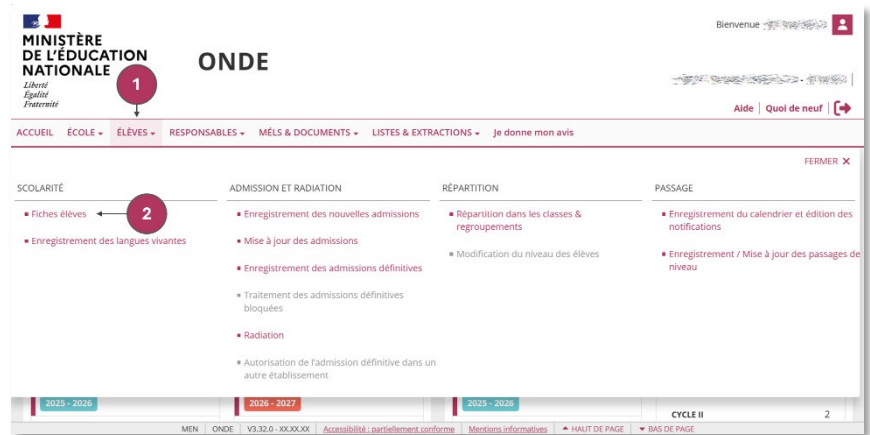 MINISTÈRE
DE L'ÉDUCATION
NATIONALE
Liberté
Égalité
Fraternité
ONDE
Bienvenue
Aide | Quoi de neuf |
1
ACCUEIL ÉCOLE ÉLÈVES RESPONSABLES MÉLS & DOCUMENTS LISTES & EXTRACTIONS Je donne mon avis
FERMER X
SCOLARITÉ
Fiches élèves
2
Enregistrement des langues vivantes
ADMISSION ET RADIATION
Enregistrement des nouvelles admissions
Mise à jour des admissions
Enregistrement des admissions définitives
Traitement des admissions définitives
bloquées
Radiation
Autorisation de l'admission définitive dans un
autre établissement
RÉPARTITION
Répartition dans les classes &
regroupements
Modification du niveau des élèves
PASSAGE
Enregistrement du calendrier et édition des
notifications
Enregistrement / Mise à jour des passages de
niveau
2025 - 2026
2026 - 2027
2025 - 2026
CYCLE II 2
MEN | ONDE | V3.32.0 - XX.XX.XX | Accessibilité : partiellement conforme | Mentions informatives | HAUT DE PAGE | BAS DE PAGE